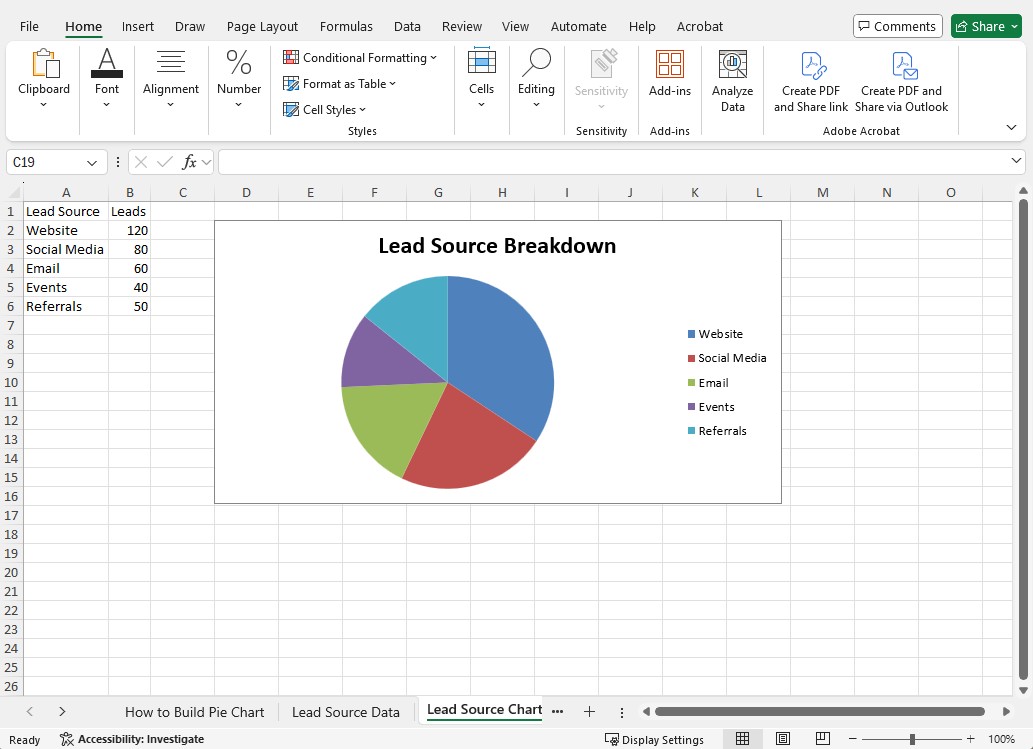 File Home Insert Draw Page Layout Formulas Data Review View Automate Help Acrobat Comments Share
Clipboard Font Alignment Number
Conditional Formatting
Format as Table
Cell Styles
Styles
Cells Editing
Sensitivity
Sensitivity
Add-ins
Add-ins
Analyze
Data
Create PDF
and Share link
Create PDF and
Share via Outlook
Adobe Acrobat
C19 fx
A B C D E F G H I J K L M N O
1 Lead Source Leads
2 Website 120
3 Social Media 80
4 Email 60
5 Events 40
6 Referrals 50
7
8
9
10
11
12
13
14
15
16
17
18
19
20
21
22
23
24
25
26
Lead Source Breakdown
Website
Social Media
Email
Events
Referrals
How to Build Pie Chart Lead Source Data Lead Source Chart
Ready Accessibility: Investigate Display Settings 100%